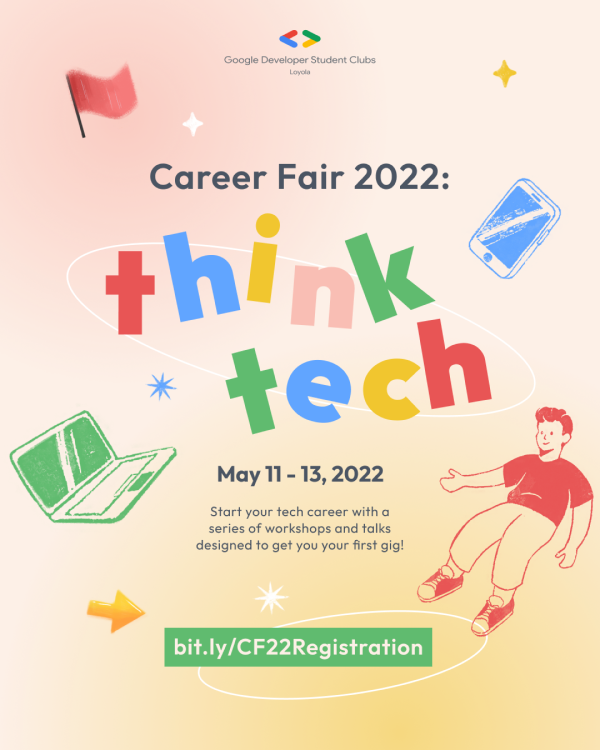 Google Developer Student Clubs
Loyola
Career Fair 2022:
think
tech
May 11 - 13, 2022
Start your tech career with a
series of workshops and talks
designed to get you your first gig!
bit.ly/CF22Registration